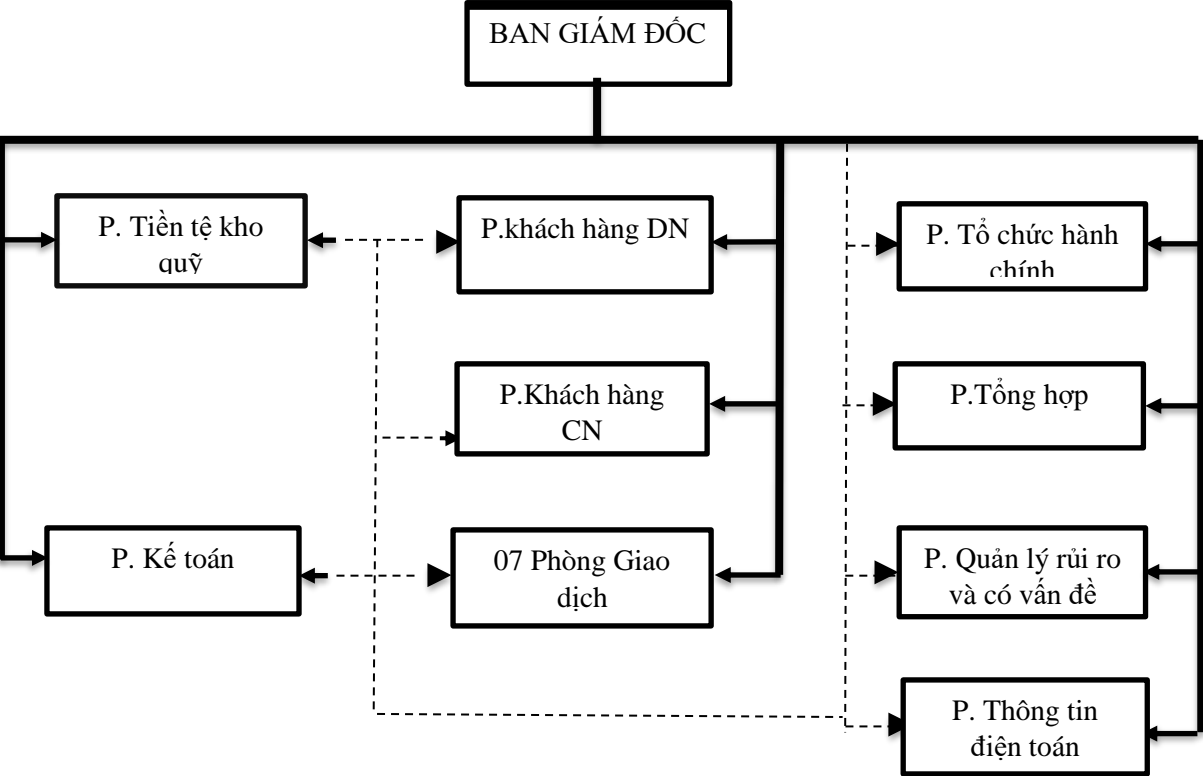 BAN GIÁM ĐỐC
P. Tiền tệ kho
quỹ
P.khách hàng DN
P. Tổ chức hành
chính
P.Khách hàng
CN
P.Tổng hợp
P. Kế toán
07 Phòng Giao
dịch
P. Quản lý rủi ro
và có vấn đề
P. Thông tin
điện toán